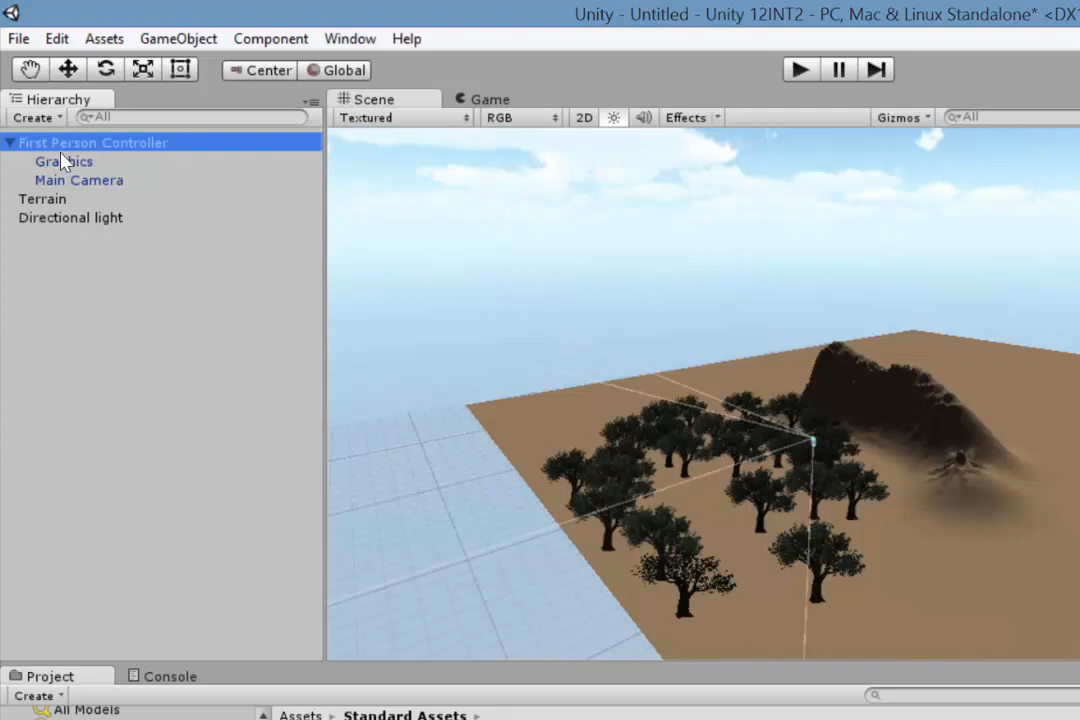 Unity - Untitled - Unity 12INT2 - PC, Mac & Linux Standalone* <DX1
File Edit Assets GameObject Component Window Help
Center Global
Hierarchy Scene Game
Create All Textured RGB 2D Effects Gizmos All
First Person Controller
Graphics
Main Camera
Terrain
Directional light
Project Console
Create
All Models Assets Standard Assets